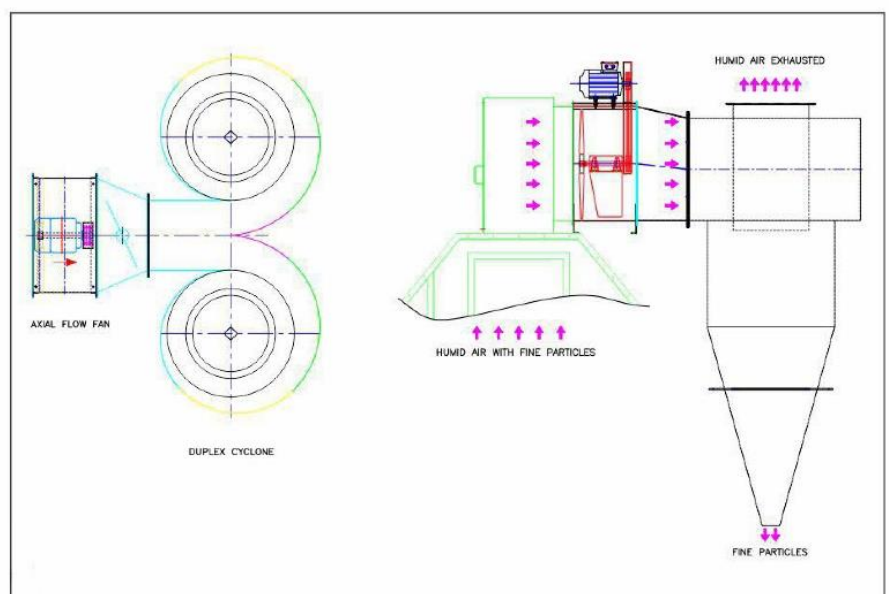 HUMID AIR EXHAUSTED
AXIAL FLOW FAN
HUMID AIR WITH FINE PARTICLES
DUPLEX CYCLONE
FINE PARTICLES